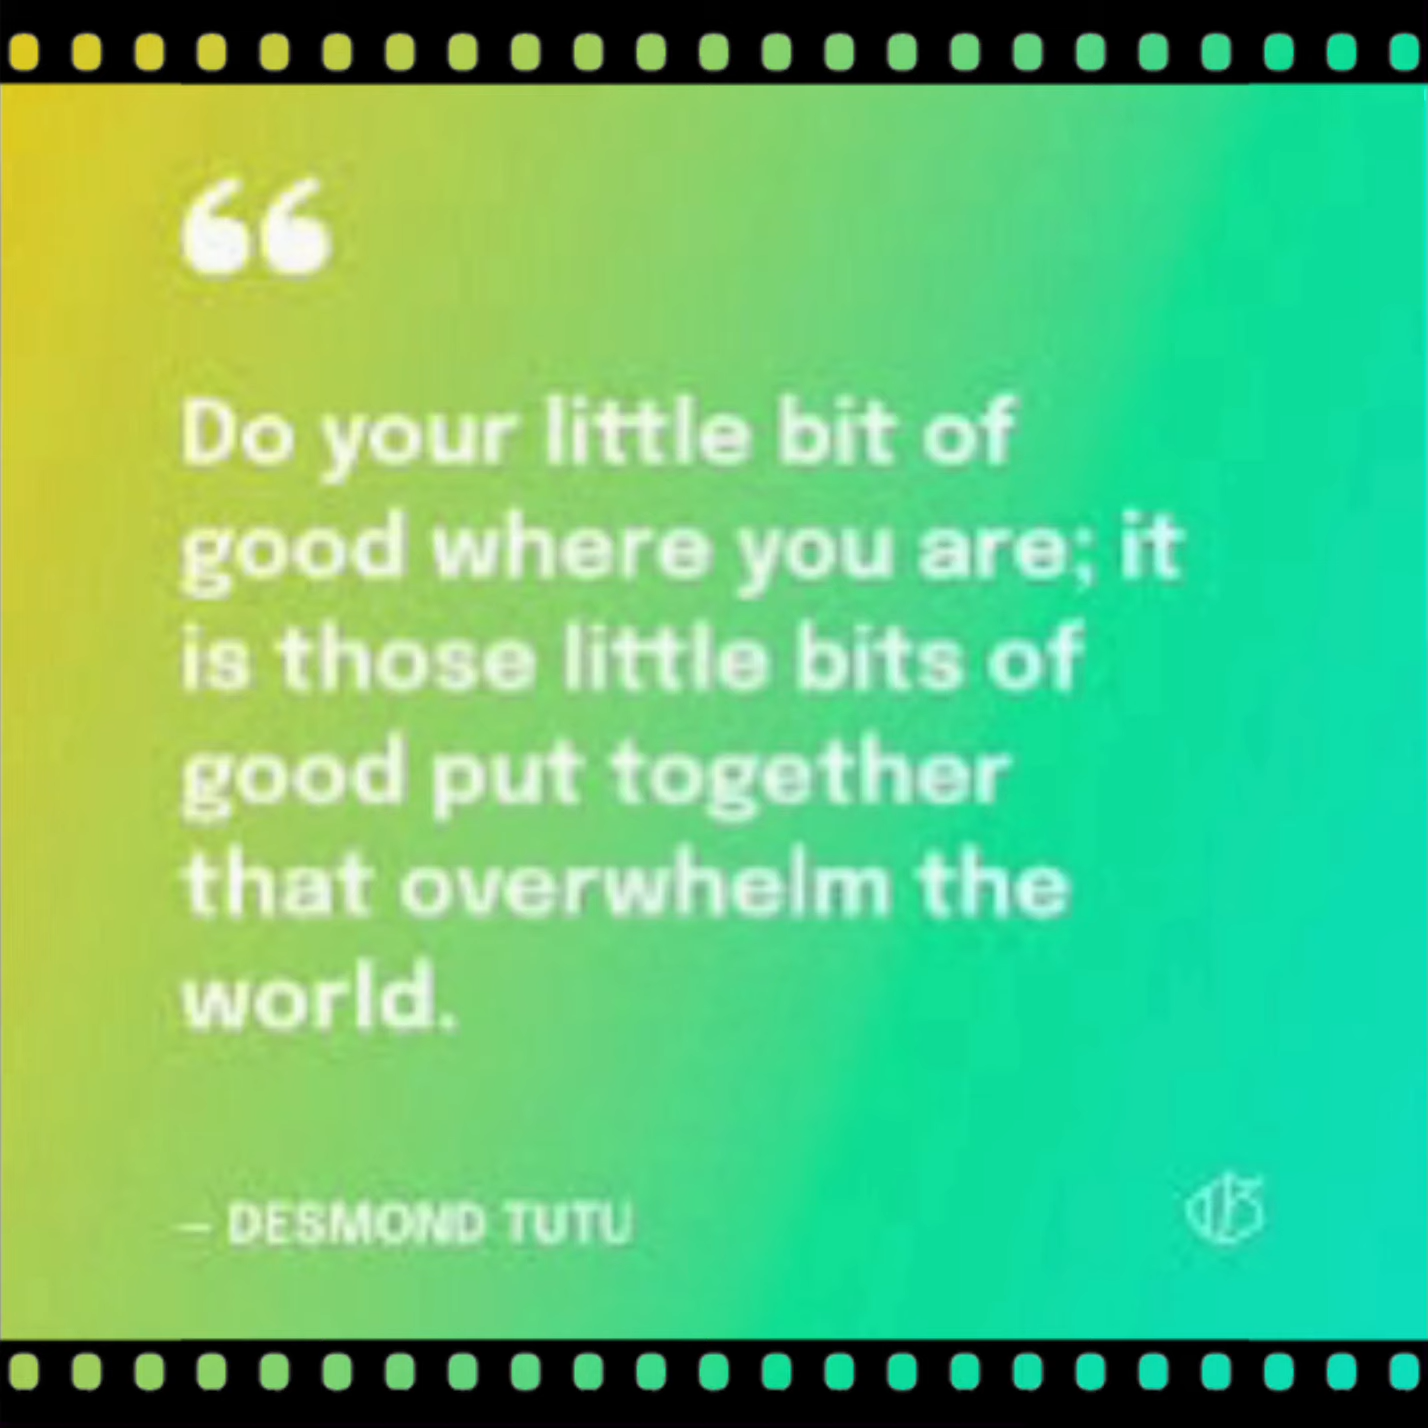 “
Do your little bit of
good where you are; it
is those little bits of
good put together
that overwhelm the
world.
– DESMOND TUTU